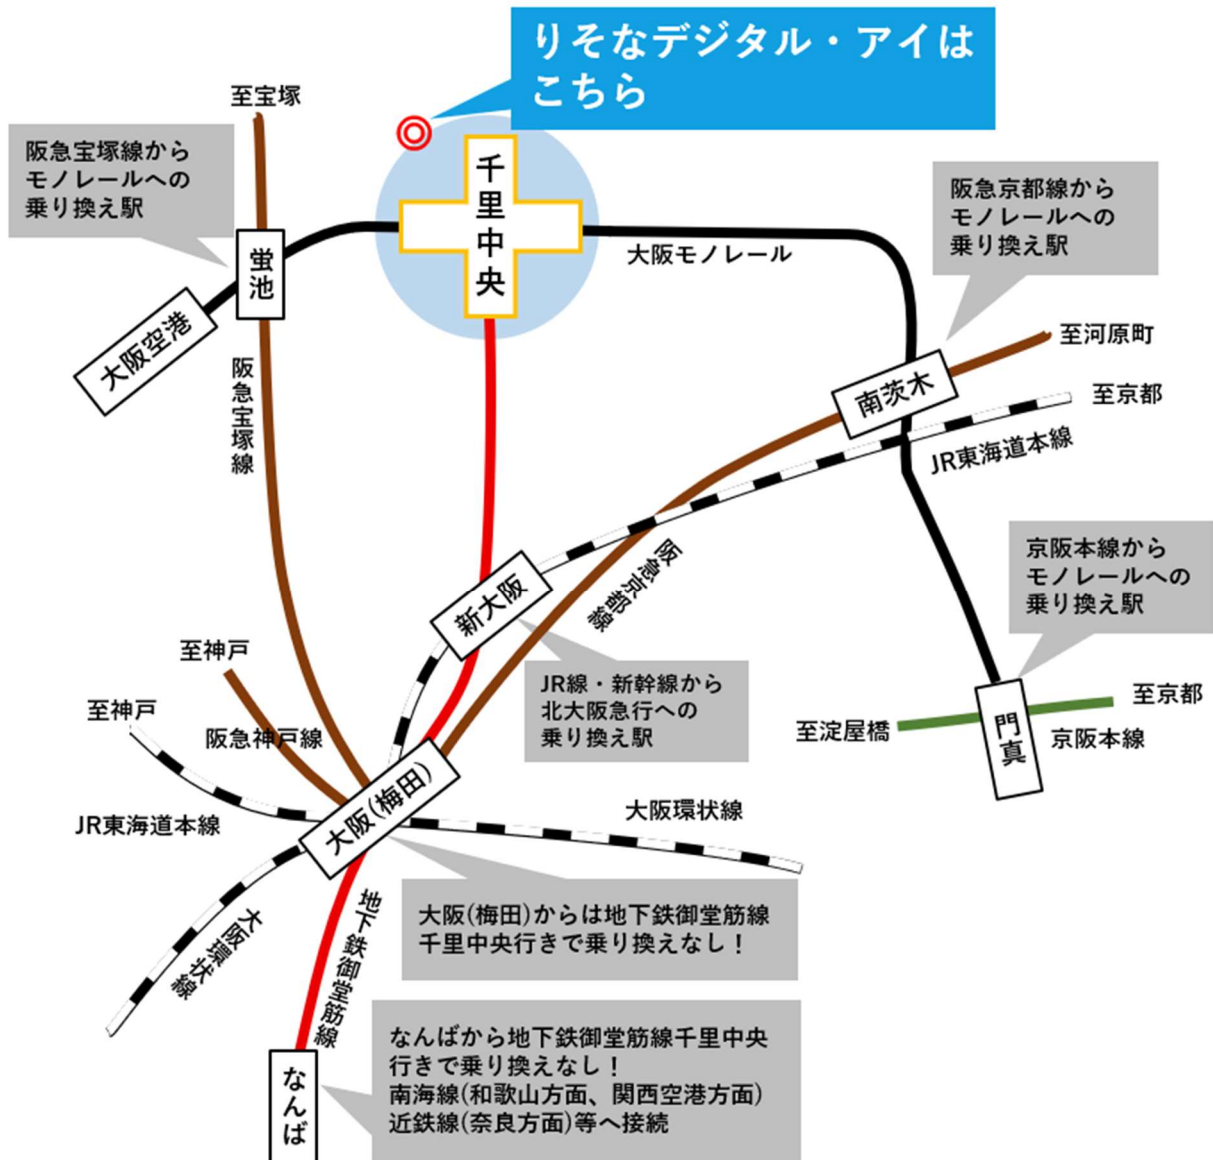 りそなデジタル・アイは
こちら
至宝塚
阪急宝塚線から
モノレールへの
乗り換え駅
千里中央
阪急京都線から
モノレールへの
乗り換え駅
蛍池
大阪モノレール
大阪空港
至河原町
阪急宝塚線
南茨木
至京都
JR東海道本線
阪急京都線
京阪本線から
モノレールへの
乗り換え駅
新大阪
至神戸
JR線・新幹線から
北大阪急行への
乗り換え駅
至神戸
阪急神戸線
至京都
至淀屋橋
門真
京阪本線
大阪(梅田)
JR東海道本線
大阪環状線
大阪環状線
地下鉄御堂筋線
大阪(梅田)からは地下鉄御堂筋線
千里中央行きで乗り換えなし！
なんばから地下鉄御堂筋線千里中央
行きで乗り換えなし！
南海線(和歌山方面、関西空港方面)
近鉄線(奈良方面)等へ接続
なんば